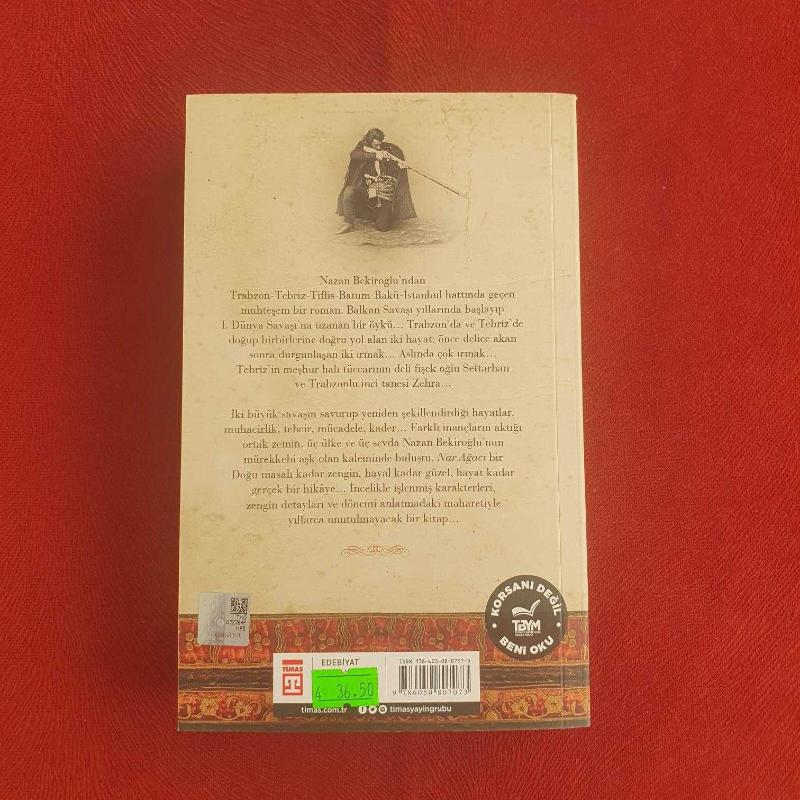 Nazan Bekiroğlu'ndan
Trabzon-Tebriz-Tiflis-Batum-Bakü-İstanbul hattında geçen
muhteşem bir roman. Balkan Savaşı yıllarında başlayıp
I. Dünya Savaşı'na uzanan bir öykü... Trabzon'da ve Tebriz'de
doğup birbirlerine doğru yol alan iki hayat; önce delice akan
sonra durgunlaşan iki ırmak... Aslında çok ırmak...
Tebriz'in meşhur halı tüccarının deli fişek oğlu Settarhan
ve Trabzonlu inci tanesi Zehra...
İki büyük savaşın savurup yeniden şekillendirdiği hayatlar,
muhacirlik, tehcir, mücadele, kader... Farklı inançların aktığı
ortak zemin, üç ülke ve üç sevda Nazan Bekiroğlu'nun
mürekkebi aşk olan kaleminde buluştu. Nar Ağacı bir
Doğu masalı kadar zengin, hayal kadar güzel, hayat kadar
gerçek bir hikâye... İncelikle işlenmiş karakterleri,
zengin detayları ve dönemi anlatmadaki maharetiyle
yıllarca unutulmayacak bir kitap...
KORSANI DEĞİL
TBYM
BENİ OKU
TİMAŞ
EDEBİYAT
36.50
9 786050 807073
timas.com.tr
timasyayingrubu